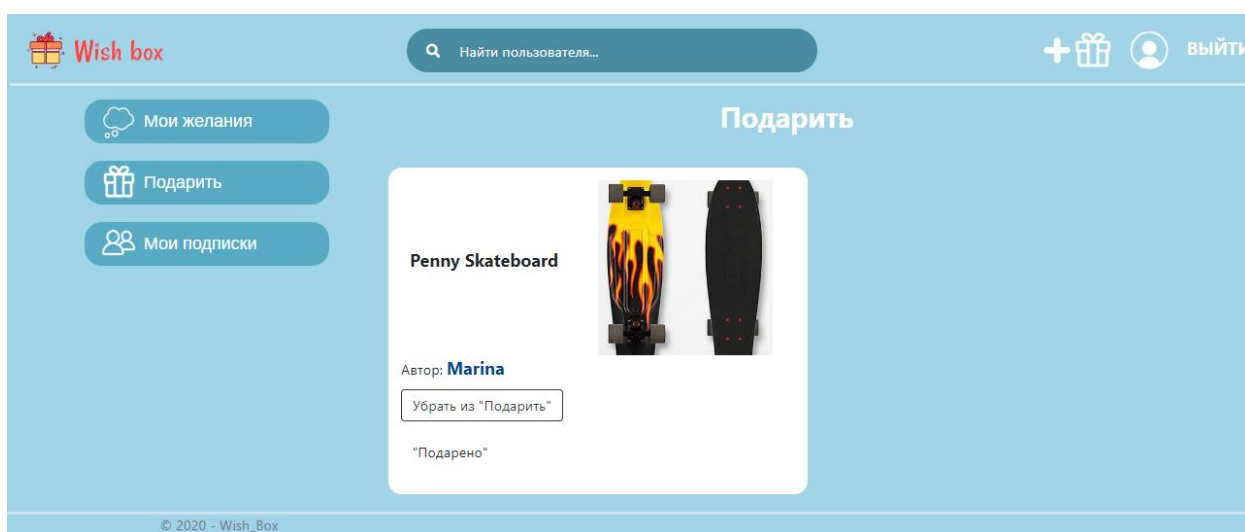 Wish box
Найти пользователя...
выйти
Мои желания
Подарить
Мои подписки
Подарить
Penny Skateboard
Автор: Marina
Убрать из "Подарить"
"Подарено"
© 2020 - Wish_Box